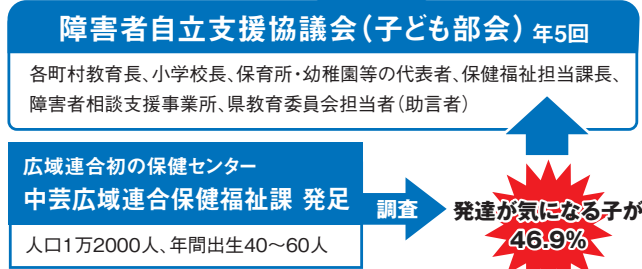 障害者自立支援協議会（子ども部会）年5回
各町村教育長、小学校長、保育所・幼稚園等の代表者、保健福祉担当課長、
障害者相談支援事業所、県教育委員会担当者（助言者）
広域連合初の保健センター
中芸広域連合保健福祉課 発足
人口1万2000人、年間出生40〜60人
調査
発達が気になる子が
46.9%